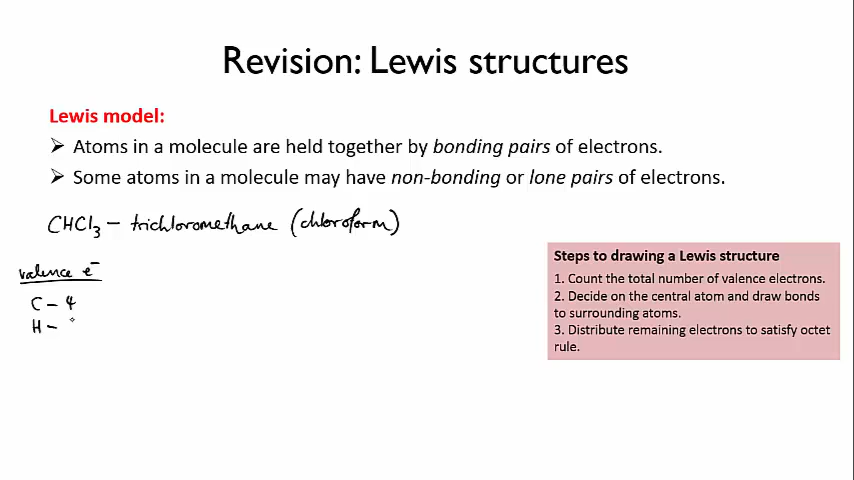 Revision: Lewis structures
Lewis model:
➢ Atoms in a molecule are held together by bonding pairs of electrons.
➢ Some atoms in a molecule may have non-bonding or lone pairs of electrons.
CHCl₃ – trichloromethane (chloroform)
valence e⁻
C – 4
H –
Steps to drawing a Lewis structure
1. Count the total number of valence electrons.
2. Decide on the central atom and draw bonds
to surrounding atoms.
3. Distribute remaining electrons to satisfy octet
rule.